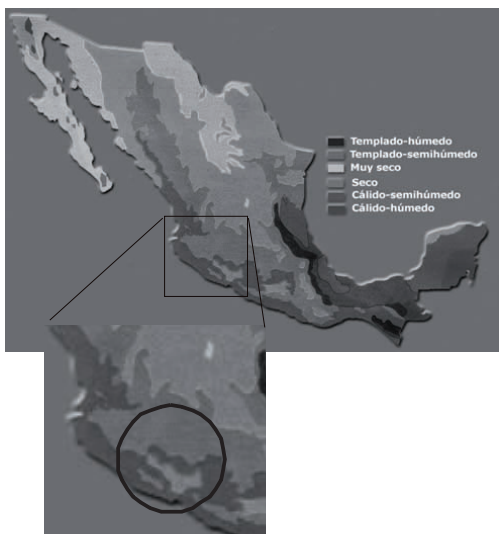 Templado-húmedo
Templado-semihúmedo
Muy seco
Seco
Cálido-semihúmedo
Cálido-húmedo